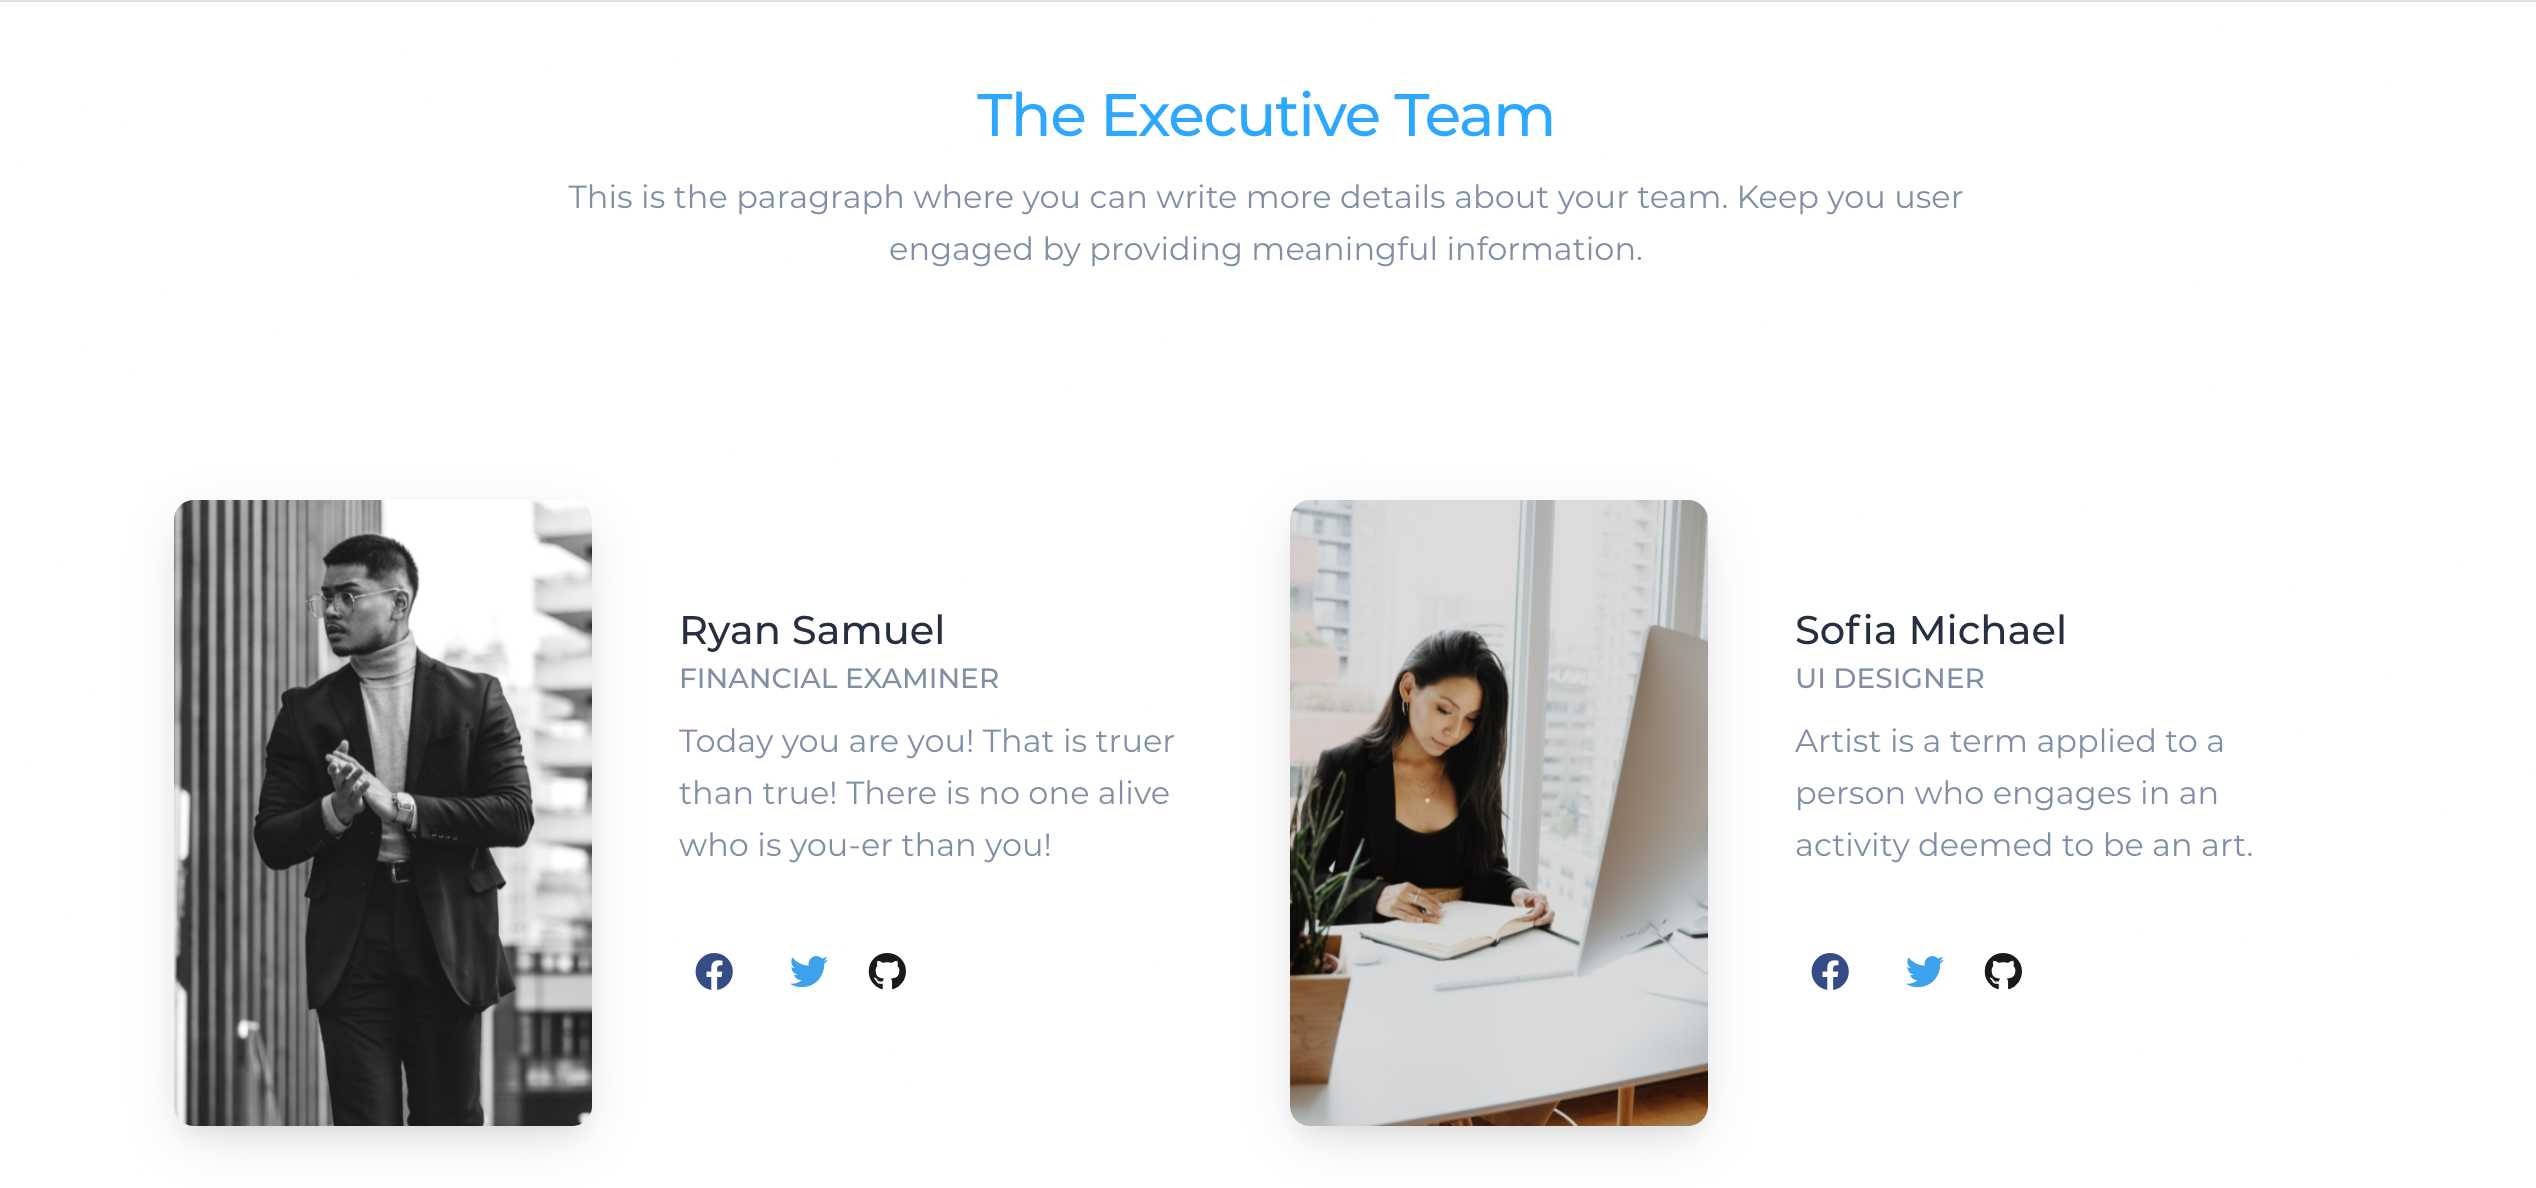 The Executive Team
This is the paragraph where you can write more details about your team. Keep you user
engaged by providing meaningful information.
Ryan Samuel
FINANCIAL EXAMINER
Today you are you! That is truer
than true! There is no one alive
who is you-er than you!
Sofia Michael
UI DESIGNER
Artist is a term applied to a
person who engages in an
activity deemed to be an art.